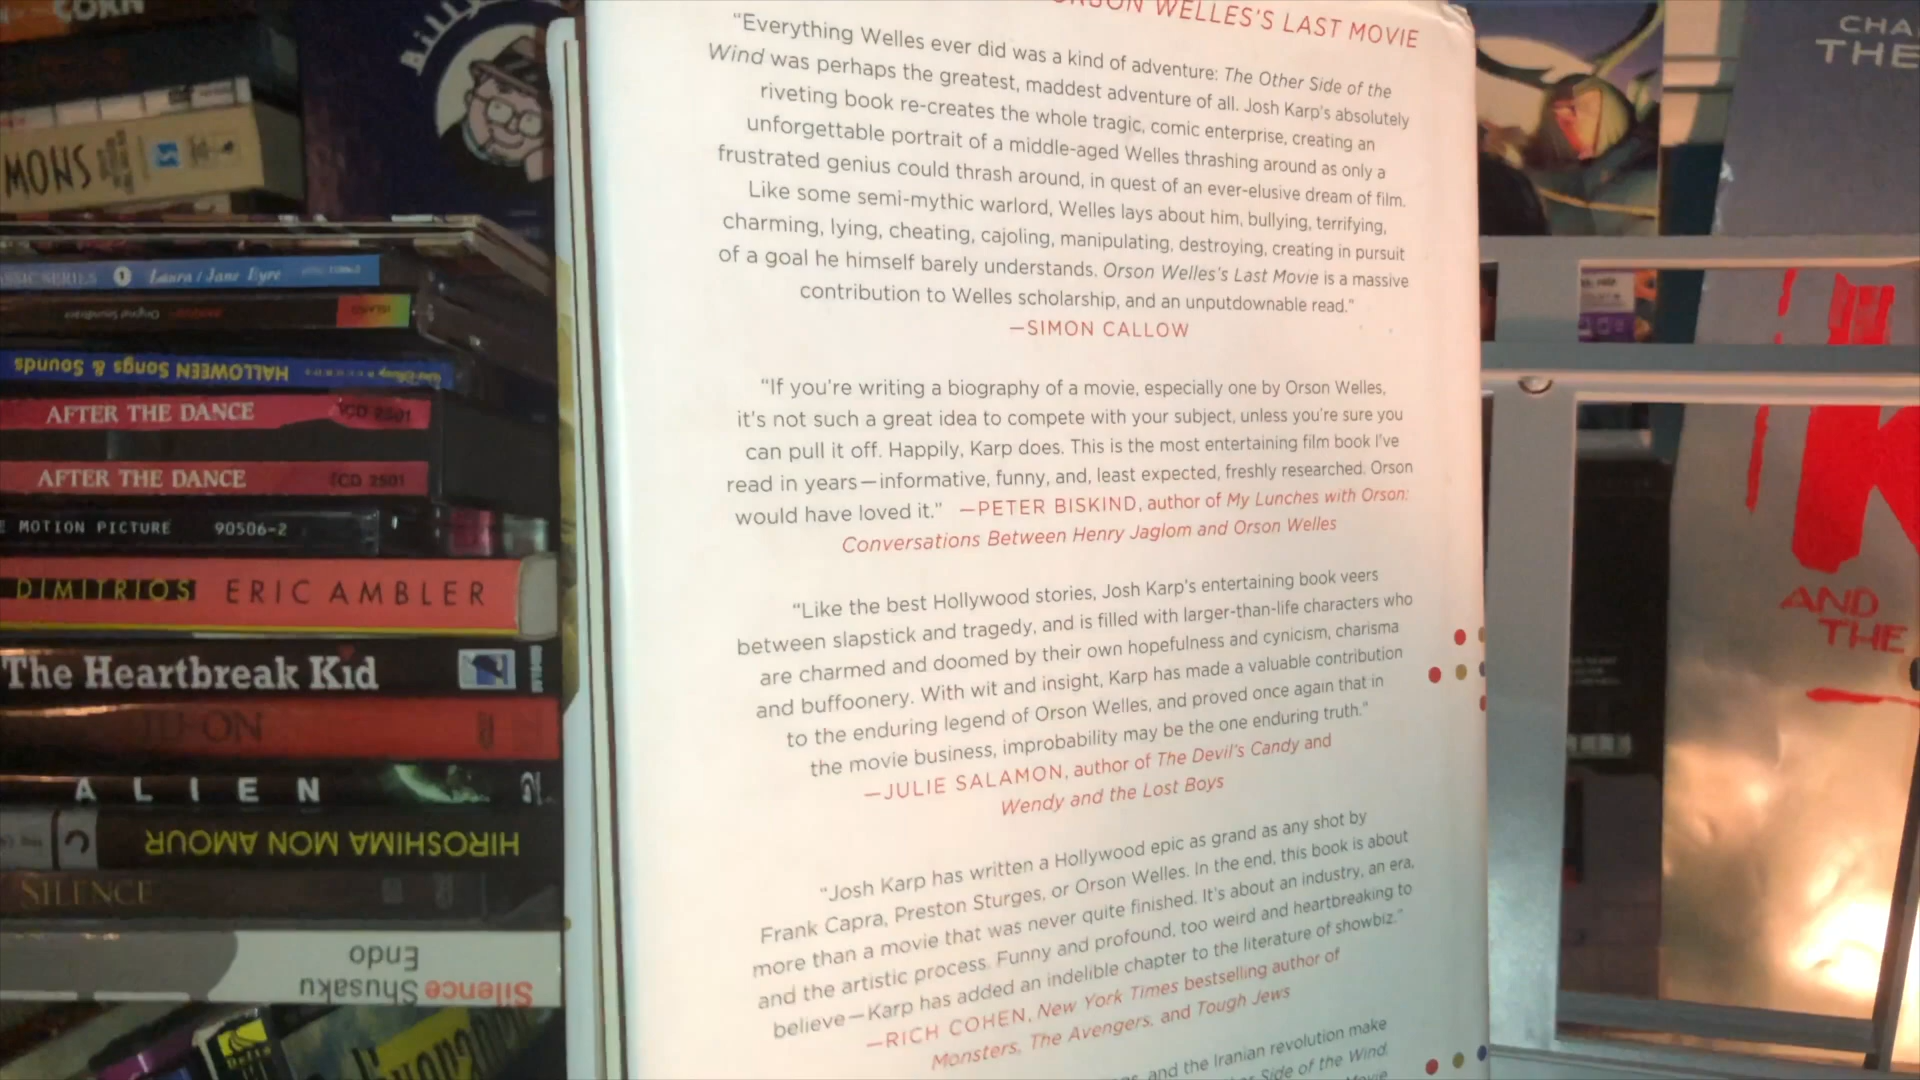 CORN
Billy
MONS
CLASSIC SERIES 1 Laura / Jane Eyre
Original Soundtrack
HALLOWEEN Songs & Sounds
AFTER THE DANCE ICD 2501
AFTER THE DANCE ICD 2501
MOTION PICTURE 90506-2
DIMITRIOS ERIC AMBLER
The Heartbreak Kid
ALIEN
HIROSHIMA MON AMOUR
SILENCE
Silence Shusaku
Endo
ORSON WELLES'S LAST MOVIE
“Everything Welles ever did was a kind of adventure: The Other Side of the
Wind was perhaps the greatest, maddest adventure of all. Josh Karp's absolutely
riveting book re-creates the whole tragic, comic enterprise, creating an
unforgettable portrait of a middle-aged Welles thrashing around as only a
frustrated genius could thrash around, in quest of an ever-elusive dream of film.
Like some semi-mythic warlord, Welles lays about him, bullying, terrifying,
charming, lying, cheating, cajoling, manipulating, destroying, creating in pursuit
of a goal he himself barely understands. Orson Welles's Last Movie is a massive
contribution to Welles scholarship, and an unputdownable read.”
—SIMON CALLOW
“If you're writing a biography of a movie, especially one by Orson Welles,
it's not such a great idea to compete with your subject, unless you're sure you
can pull it off. Happily, Karp does. This is the most entertaining film book I've
read in years—informative, funny, and, least expected, freshly researched. Orson
would have loved it.” —PETER BISKIND, author of My Lunches with Orson:
Conversations Between Henry Jaglom and Orson Welles
“Like the best Hollywood stories, Josh Karp's entertaining book veers
between slapstick and tragedy, and is filled with larger-than-life characters who
are charmed and doomed by their own hopefulness and cynicism, charisma
and buffoonery. With wit and insight, Karp has made a valuable contribution
to the enduring legend of Orson Welles, and proved once again that in
the movie business, improbability may be the one enduring truth.”
—JULIE SALAMON, author of The Devil's Candy and
Wendy and the Lost Boys
“Josh Karp has written a Hollywood epic as grand as any shot by
Frank Capra, Preston Sturges, or Orson Welles. In the end, this book is about
more than a movie that was never quite finished. It's about an industry, an era,
and the artistic process. Funny and profound, too weird and heartbreaking to
believe—Karp has added an indelible chapter to the literature of showbiz.”
—RICH COHEN, New York Times bestselling author of
Monsters, The Avengers, and Tough Jews
and the Iranian revolution make
Side of the Wind,
Movie
CHA
THE
K
AND
THE